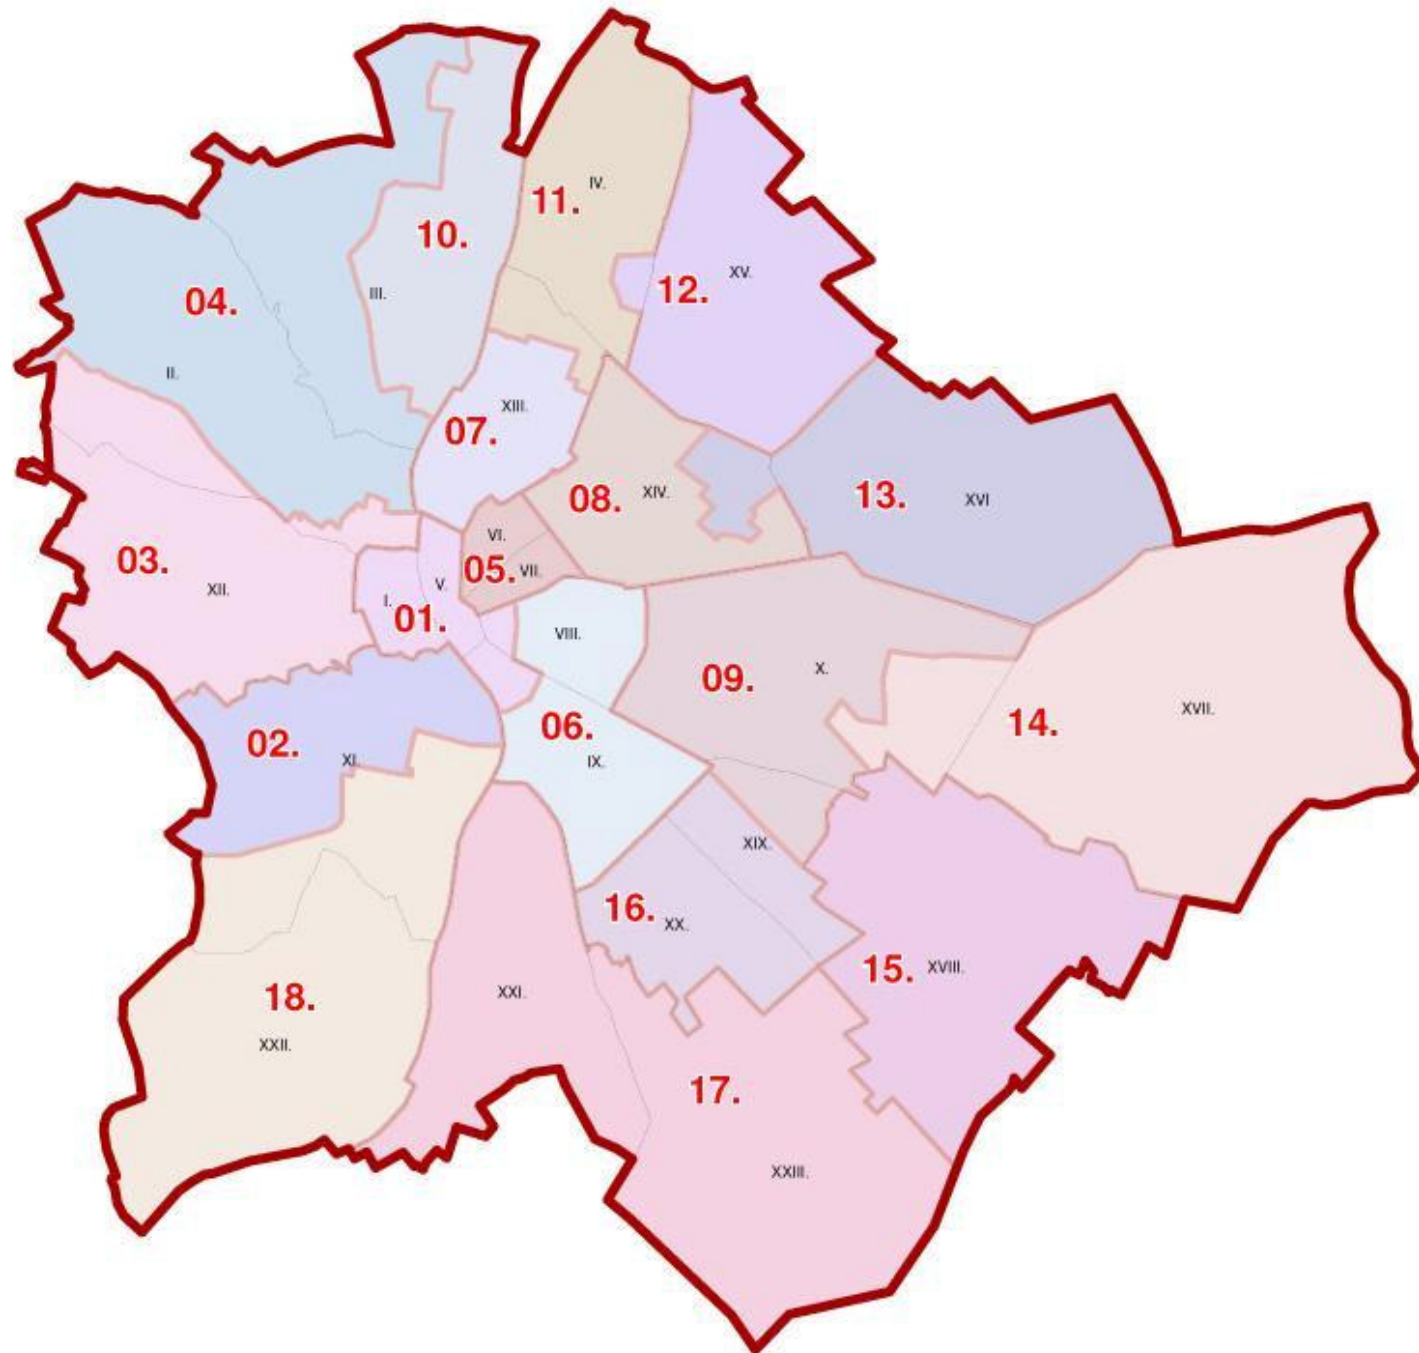 IV.
11.
10.
XV.
12.
III.
04.
II.
XIII.
07.
08.
XIV.
13.
XVI
VI.
05.
VII.
03.
XII.
V.
I.
01.
VIII.
09.
X.
14.
XVII.
06.
02.
XI.
IX.
XIX.
16.
XX.
15.
XVIII.
18.
XXI.
XXII.
17.
XXIII.